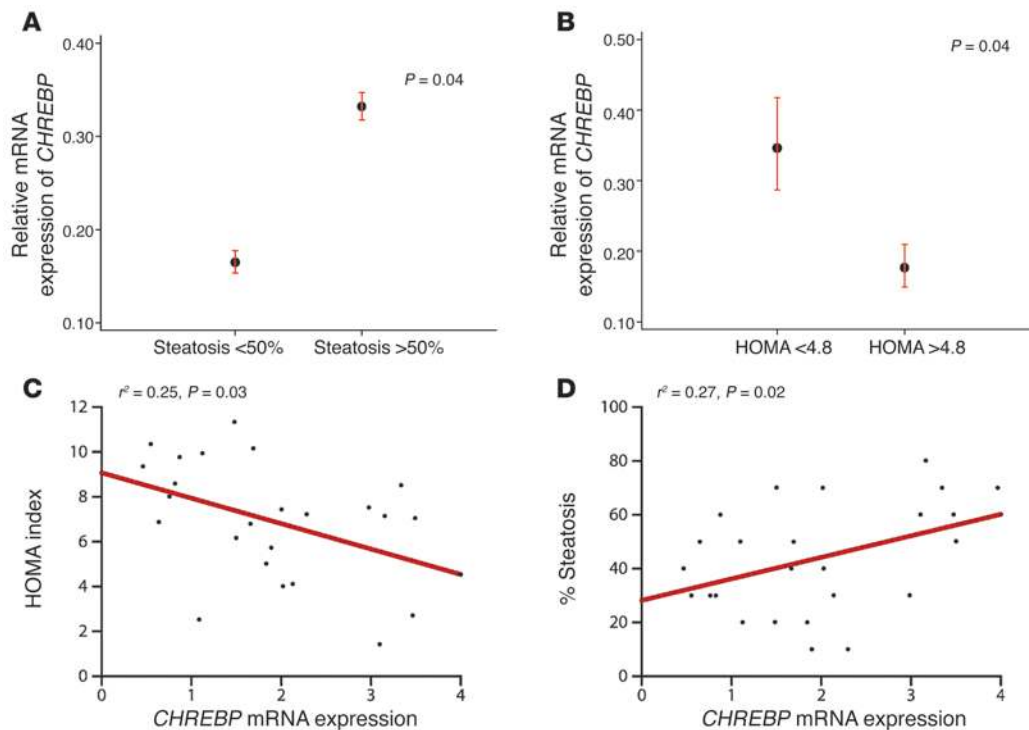 A
Relative mRNA
expression of CHREBP
0.40
0.30
0.20
0.10
P = 0.04
Steatosis <50%
Steatosis >50%
B
Relative mRNA
expression of CHREBP
0.50
0.40
0.30
0.20
0.10
P = 0.04
HOMA <4.8
HOMA >4.8
C
r² = 0.25, P = 0.03
HOMA index
12
10
8
6
4
2
0
0 1 2 3 4
CHREBP mRNA expression
D
r² = 0.27, P = 0.02
% Steatosis
100
80
60
40
20
0
0 1 2 3 4
CHREBP mRNA expression